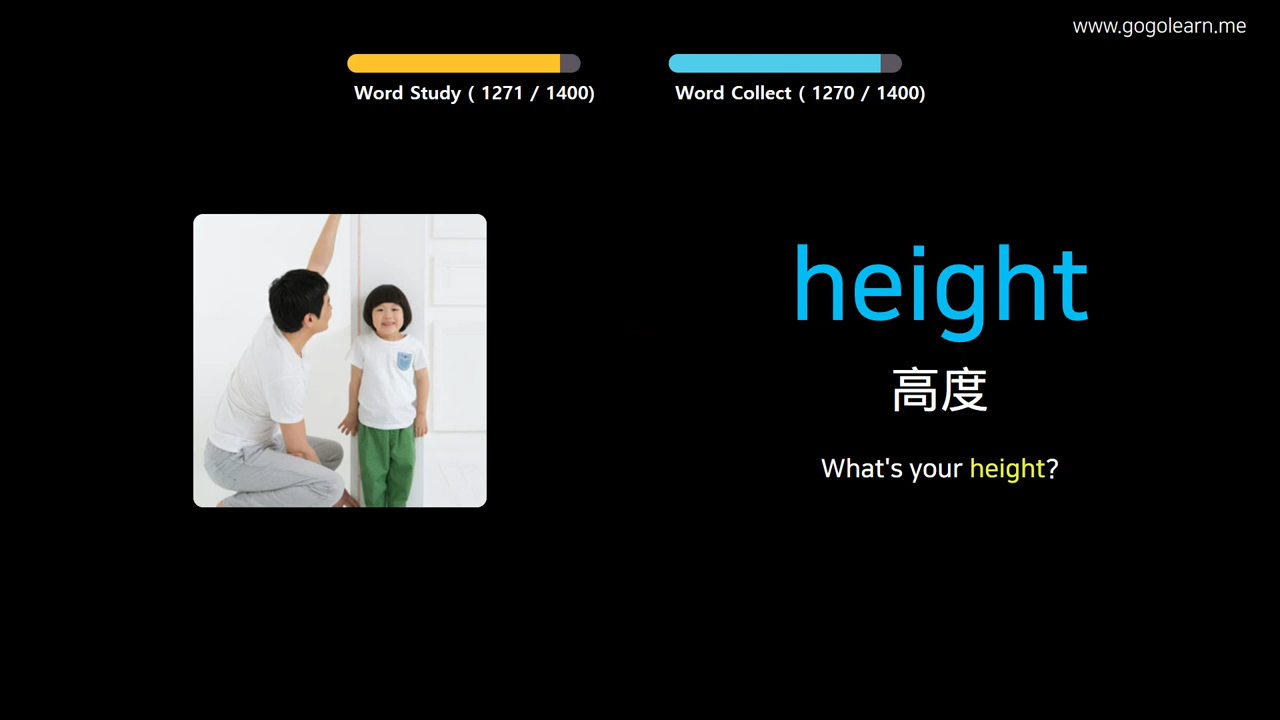 www.gogolearn.me
Word Study ( 1271 / 1400)
Word Collect ( 1270 / 1400)
height
高度
What's your height?